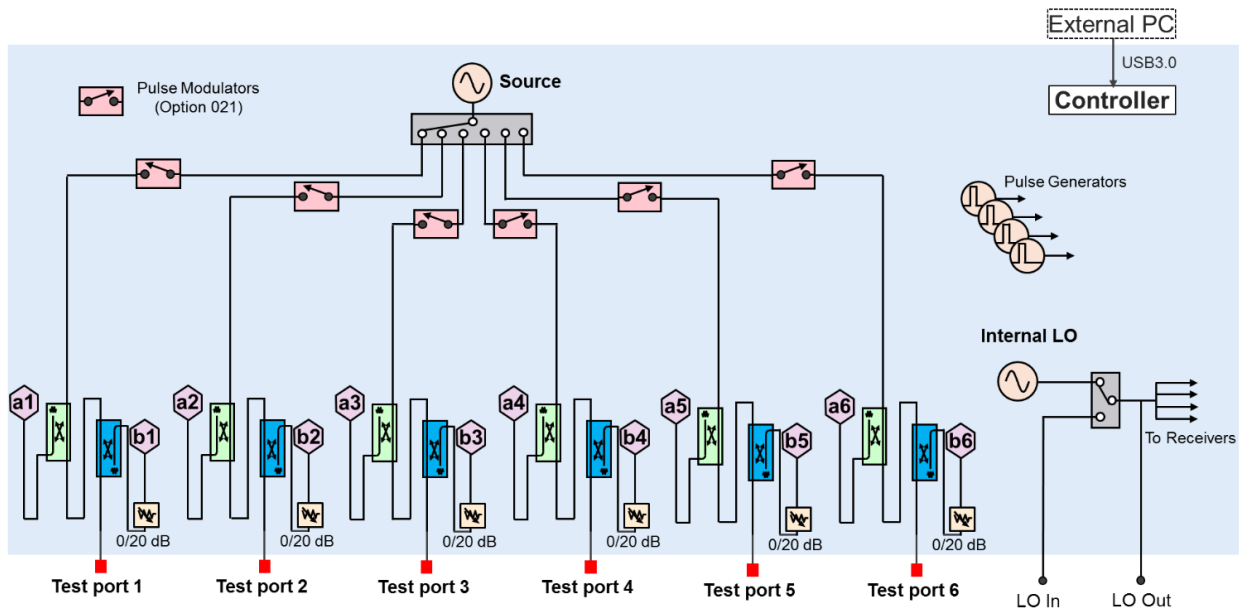 External PC
USB3.0
Controller
Source
Pulse Modulators
(Option 021)
Pulse Generators
Internal LO
a1
a2
a3
a4
a5
a6
b1
b2
b3
b4
b5
b6
To Receivers
0/20 dB
0/20 dB
0/20 dB
0/20 dB
0/20 dB
0/20 dB
Test port 1
Test port 2
Test port 3
Test port 4
Test port 5
Test port 6
LO In
LO Out